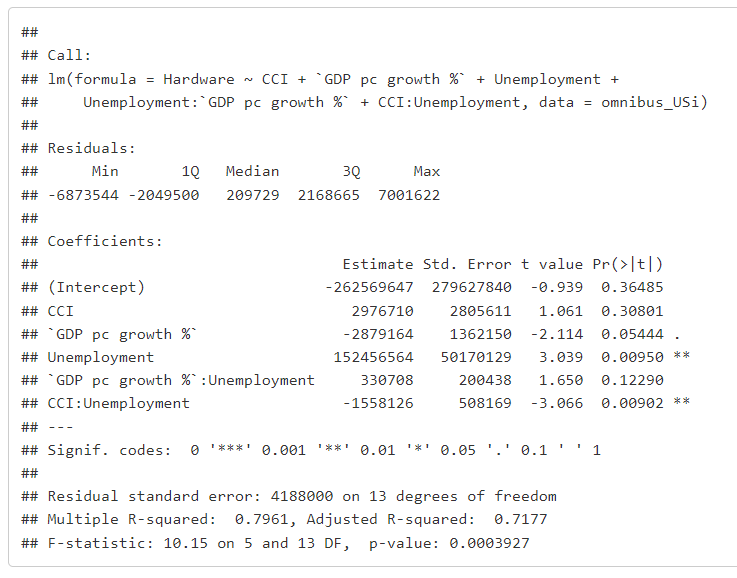 ##
## Call:
## lm(formula = Hardware ~ CCI + `GDP pc growth %` + Unemployment +
##     Unemployment:`GDP pc growth %` + CCI:Unemployment, data = omnibus_USi)
##
## Residuals:
##      Min       1Q   Median       3Q      Max
## -6873544 -2049500   209729  2168665  7001622
##
## Coefficients:
##                                  Estimate Std. Error t value Pr(>|t|)
## (Intercept)                    -262569647  279627840  -0.939  0.36485
## CCI                               2976710    2805611   1.061  0.30801
## `GDP pc growth %`                -2879164    1362150  -2.114  0.05444 .
## Unemployment                    152456564   50170129   3.039  0.00950 **
## `GDP pc growth %`:Unemployment     330708     200438   1.650  0.12290
## CCI:Unemployment                 -1558126     508169  -3.066  0.00902 **
## ---
## Signif. codes:  0 '***' 0.001 '**' 0.01 '*' 0.05 '.' 0.1 ' ' 1
##
## Residual standard error: 4188000 on 13 degrees of freedom
## Multiple R-squared:  0.7961, Adjusted R-squared:  0.7177
## F-statistic: 10.15 on 5 and 13 DF,  p-value: 0.0003927